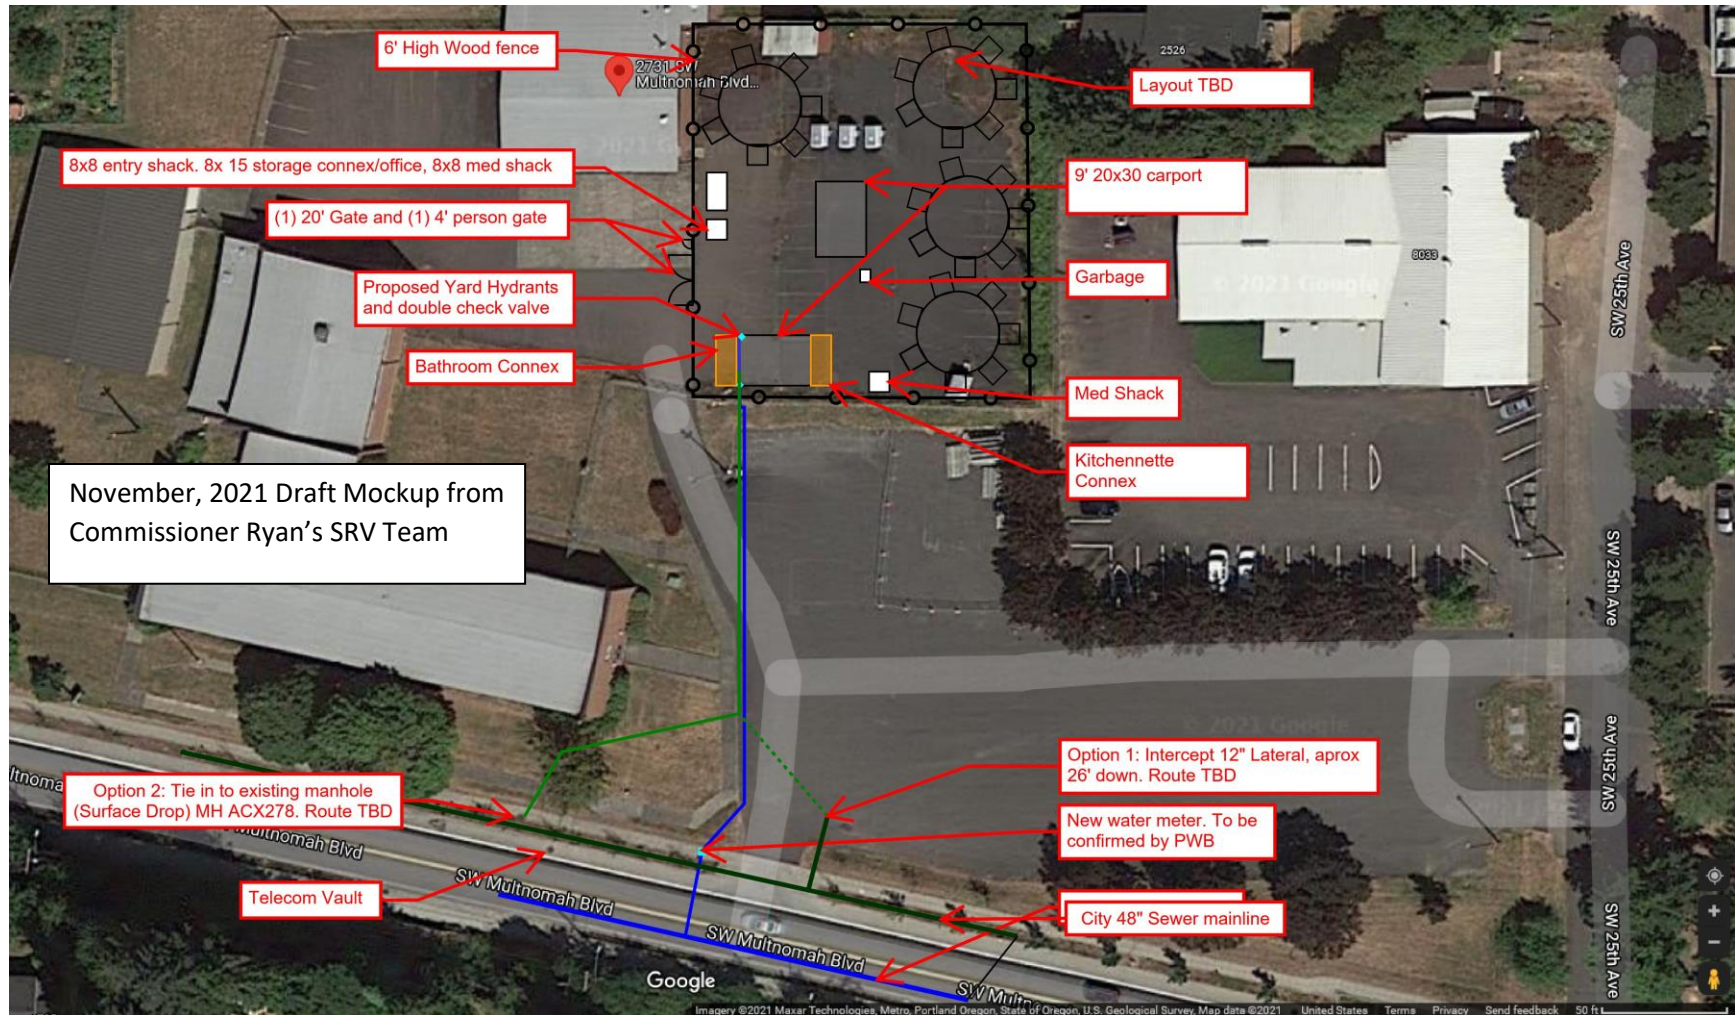 6' High Wood fence
2731 SW
Multnomah Blvd...
2526
Layout TBD
8x8 entry shack. 8x 15 storage connex/office, 8x8 med shack
9' 20x30 carport
(1) 20' Gate and (1) 4' person gate
8033
SW 25th Ave
Garbage
© 2021 Google
Proposed Yard Hydrants
and double check valve
Bathroom Connex
Med Shack
Kitchennette
Connex
November, 2021 Draft Mockup from
Commissioner Ryan's SRV Team
SW 25th Ave
© 2021 Google
SW 25th Ave
Option 1: Intercept 12" Lateral, aprox
26' down. Route TBD
Option 2: Tie in to existing manhole
(Surface Drop) MH ACX278. Route TBD
New water meter. To be
confirmed by PWB
Multnomah Blvd
SW Multnomah Blvd
Telecom Vault
City 48" Sewer mainline
SW Multnomah Blvd
SW 25th Ave
Google
SW Multn
Imagery ©2021 Maxar Technologies, Metro, Portland Oregon, State of Oregon, U.S. Geological Survey, Map data ©2021 United States Terms Privacy Send feedback 50 ft